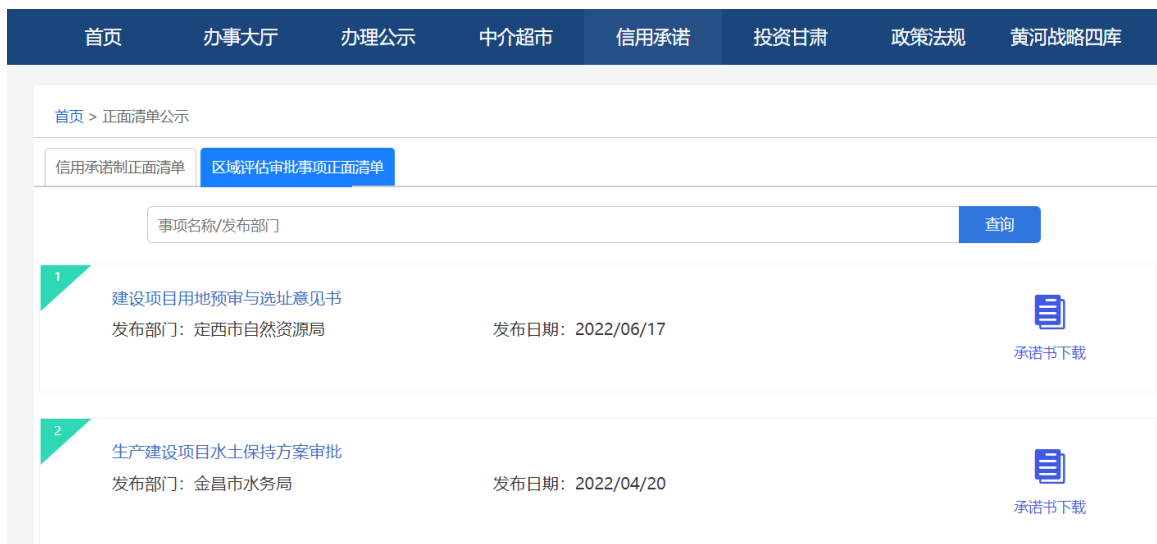 首页 办事大厅 办理公示 中介超市 信用承诺 投资甘肃 政策法规 黄河战略四库
首页 > 正面清单公示
信用承诺制正面清单 区域评估审批事项正面清单
事项名称/发布部门 查询
1
建设项目用地预审与选址意见书
发布部门：定西市自然资源局 发布日期：2022/06/17
承诺书下载
2
生产建设项目水土保持方案审批
发布部门：金昌市水务局 发布日期：2022/04/20
承诺书下载